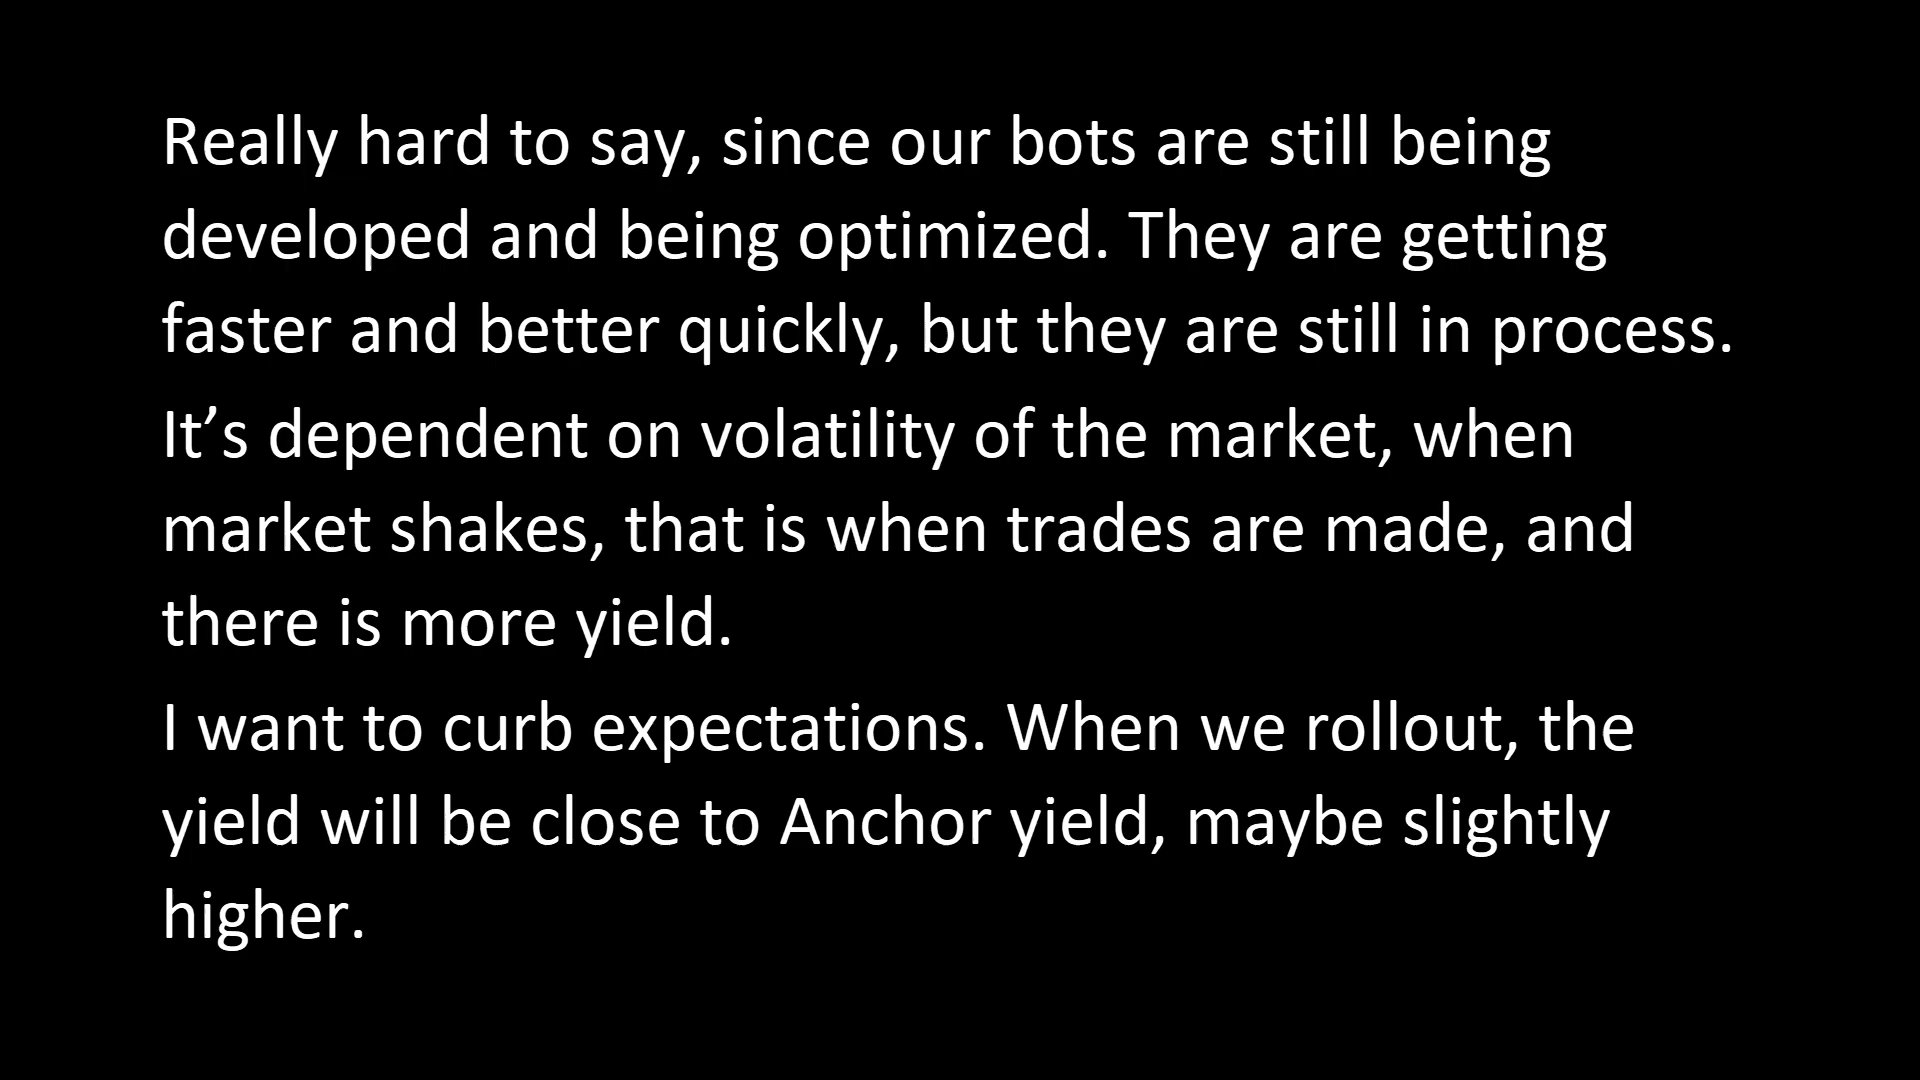 Really hard to say, since our bots are still being
developed and being optimized. They are getting
faster and better quickly, but they are still in process.
It’s dependent on volatility of the market, when
market shakes, that is when trades are made, and
there is more yield.
I want to curb expectations. When we rollout, the
yield will be close to Anchor yield, maybe slightly
higher.